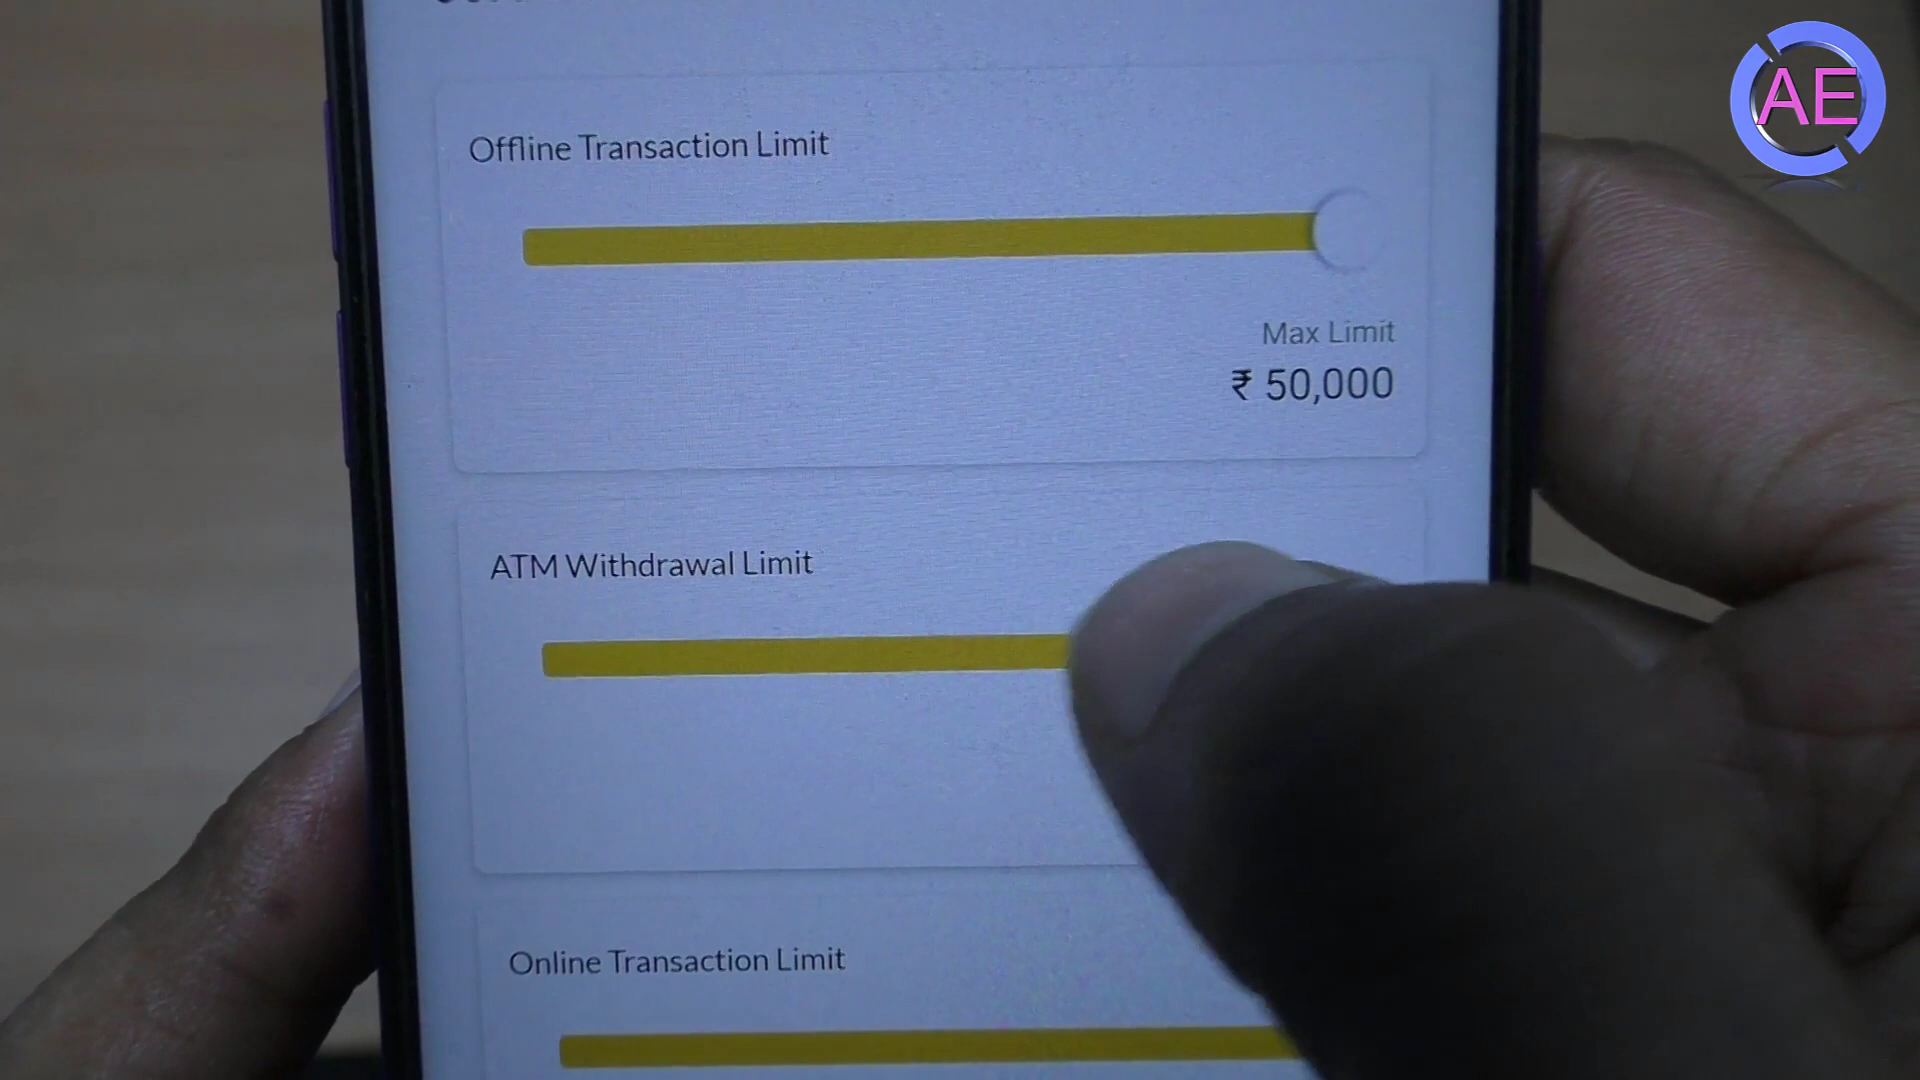 AE
Offline Transaction Limit
Max Limit
₹ 50,000
ATM Withdrawal Limit
Online Transaction Limit